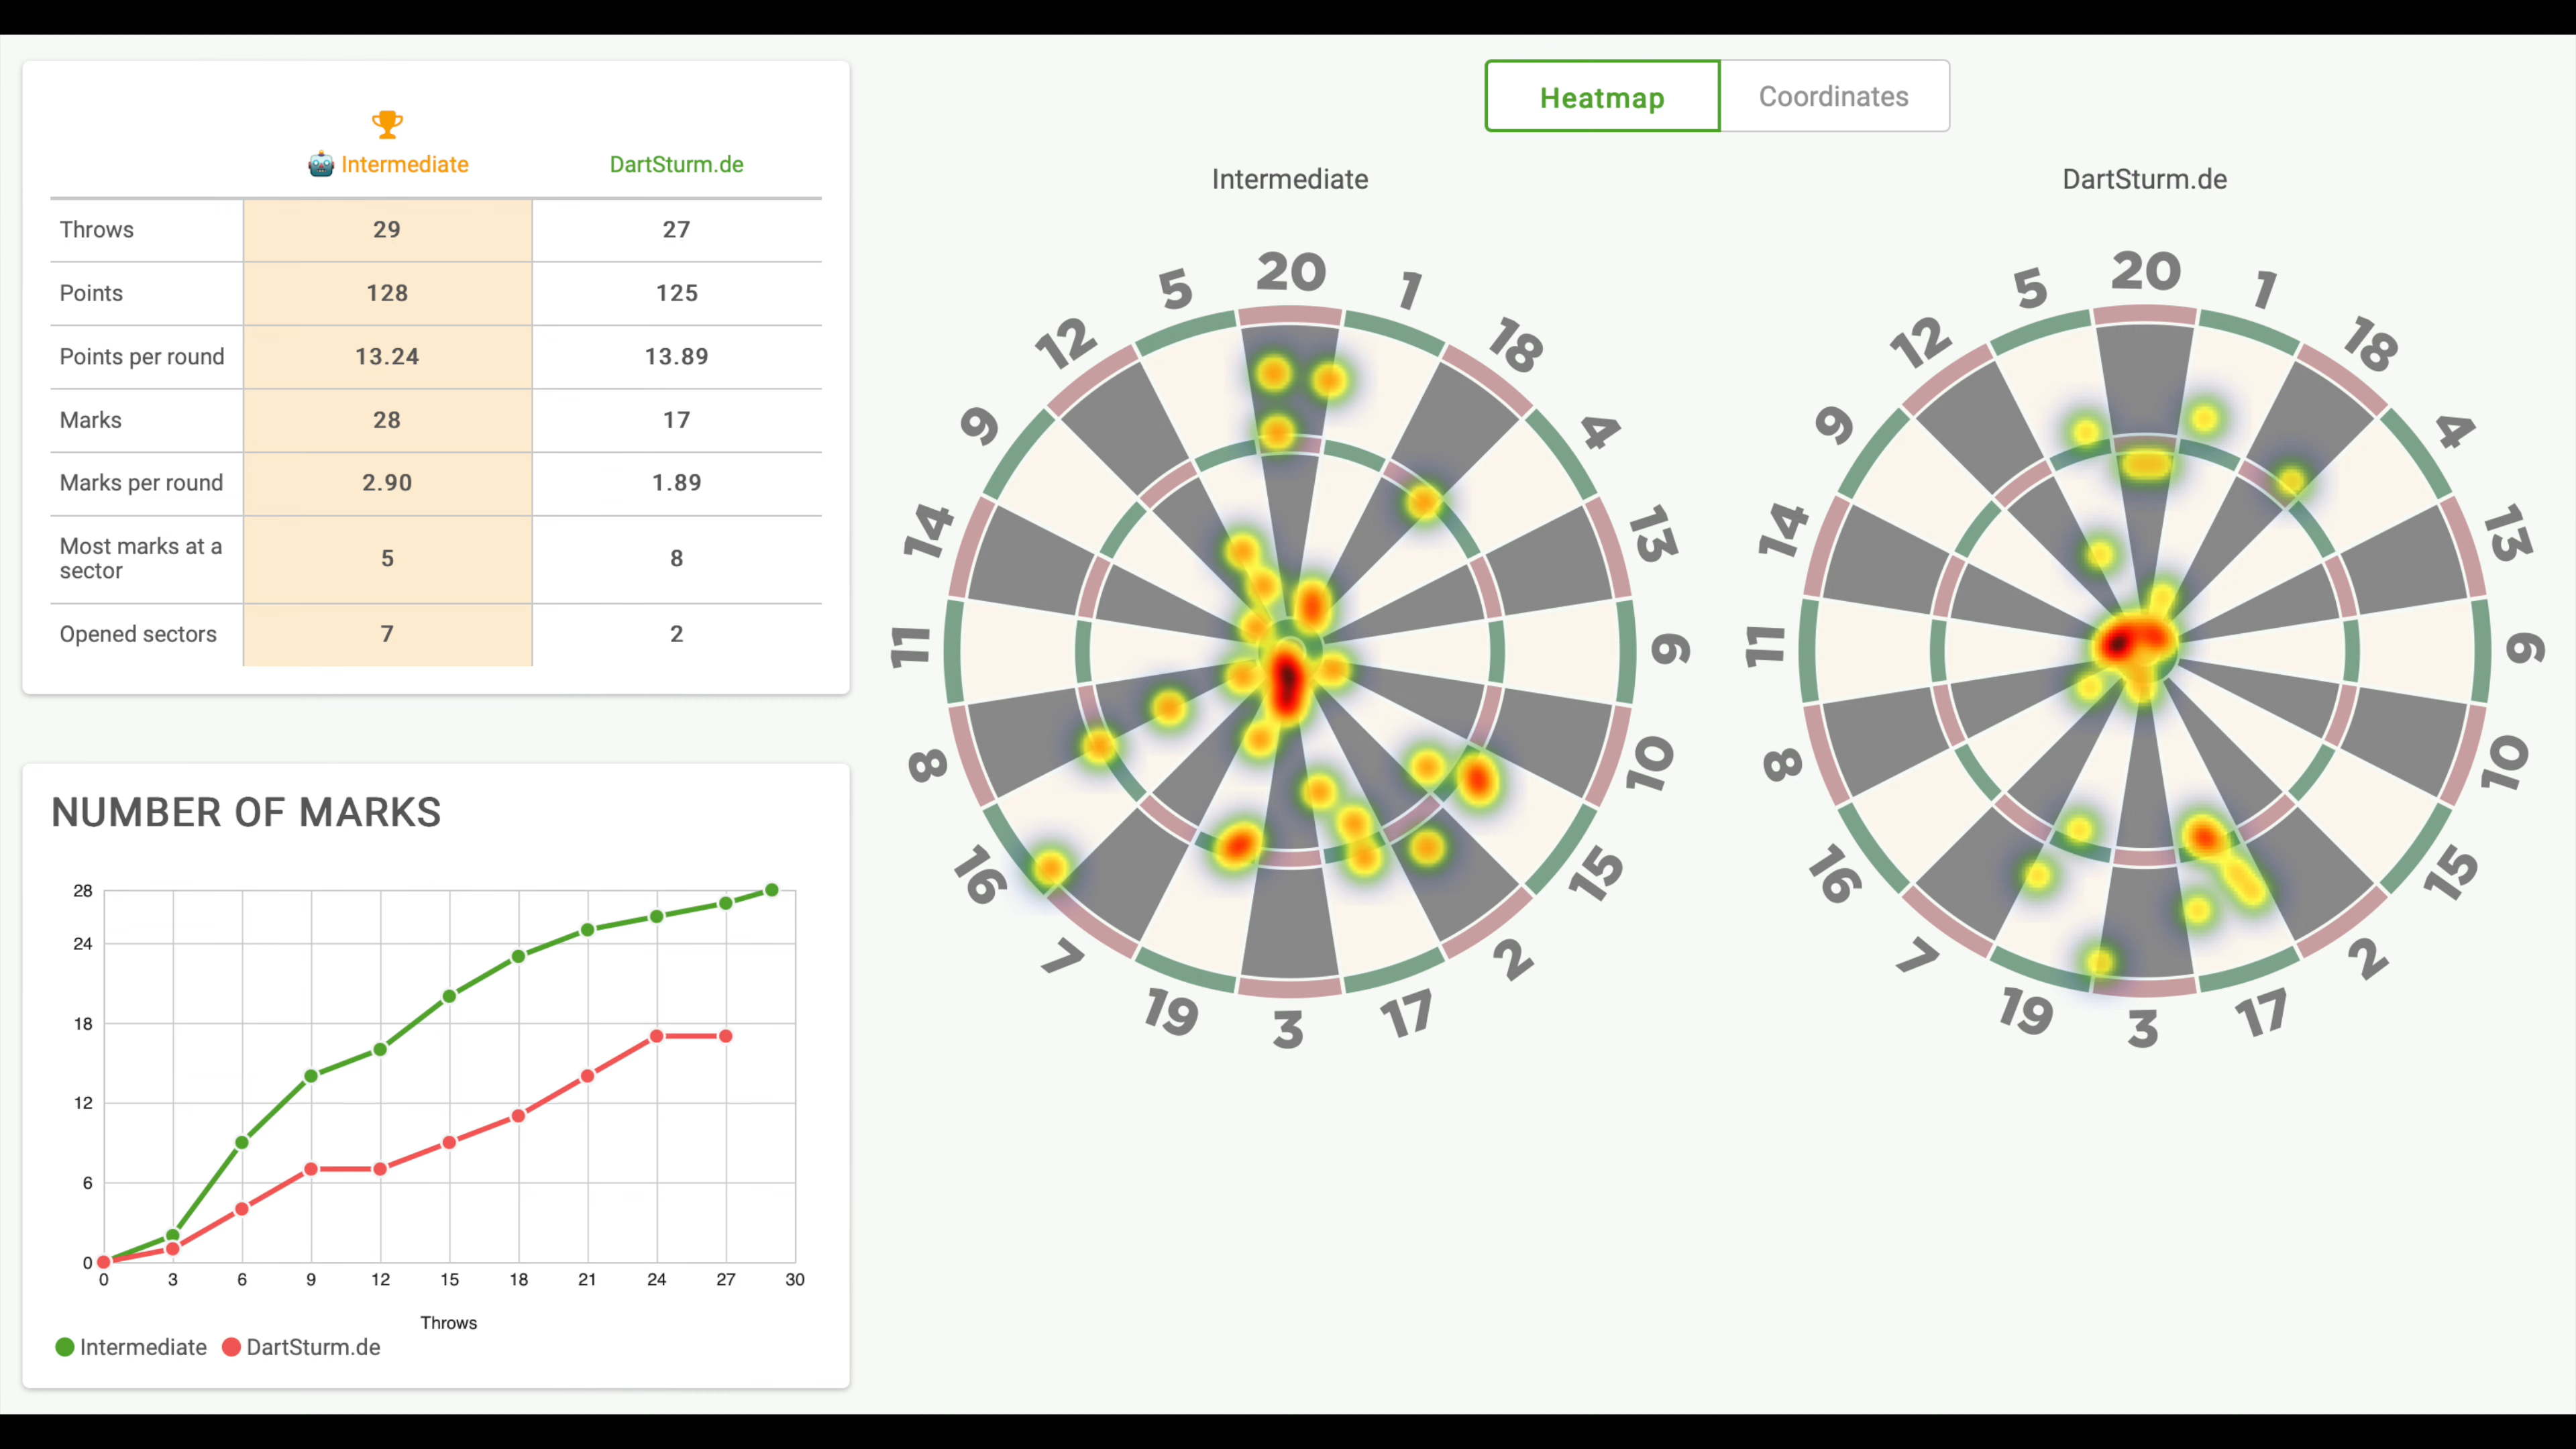 Intermediate DartSturm.de
Throws 29 27
Points 128 125
Points per round 13.24 13.89
Marks 28 17
Marks per round 2.90 1.89
Most marks at a
sector 5 8
Opened sectors 7 2
NUMBER OF MARKS
28
24
18
12
6
0
0 3 6 9 12 15 18 21 24 27 30
Throws
Intermediate DartSturm.de
Heatmap Coordinates
Intermediate
20
1
18
4
13
6
10
15
2
17
3
19
7
16
8
11
14
9
12
5
DartSturm.de
20
1
18
4
13
6
10
15
2
17
3
19
7
16
8
11
14
9
12
5